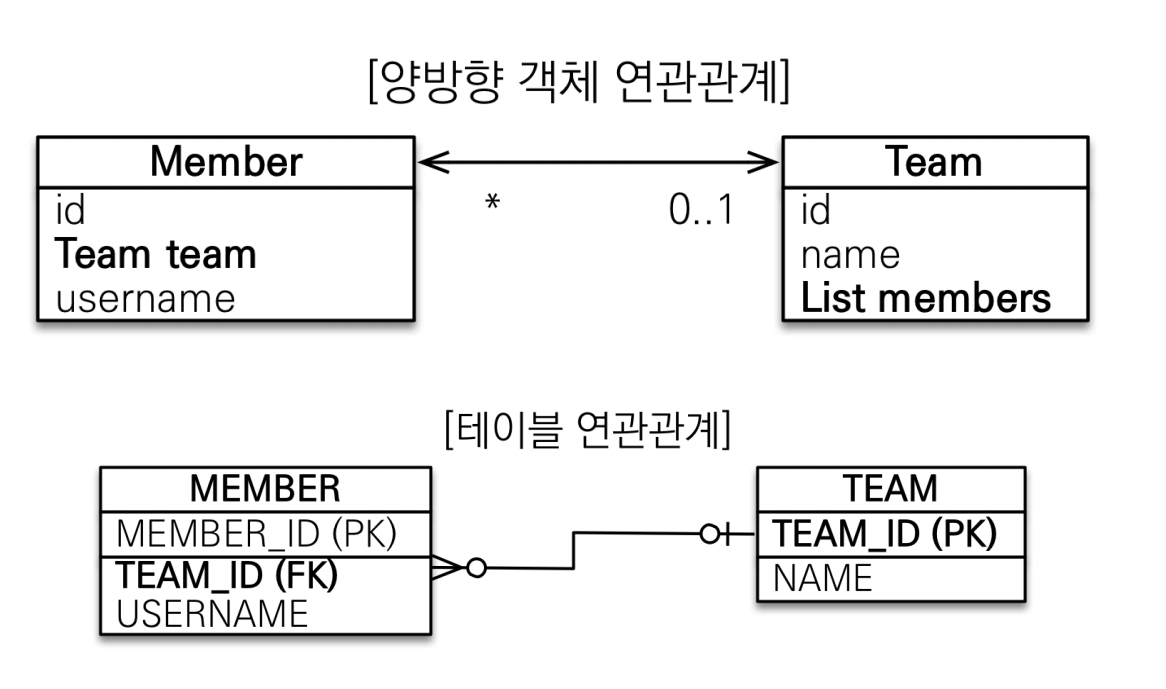 [양방향 객체 연관관계]
Member
id
Team team
username
* 0..1
Team
id
name
List members
[테이블 연관관계]
MEMBER
MEMBER_ID (PK)
TEAM_ID (FK)
USERNAME
TEAM
TEAM_ID (PK)
NAME